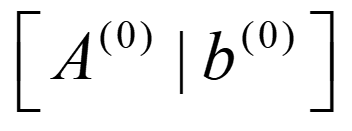 [ A⁽⁰⁾ | b⁽⁰⁾ ]